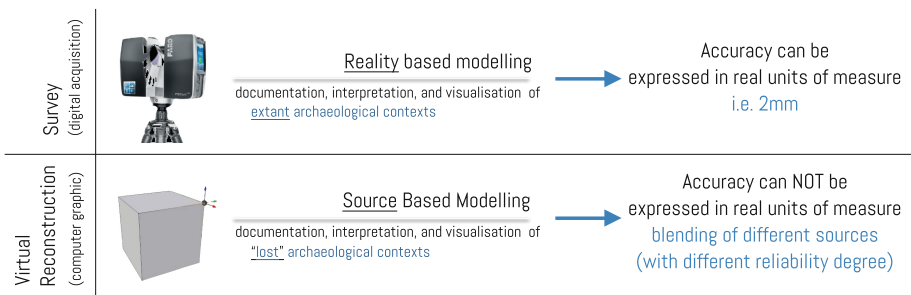 Survey
(digital acquisition)
FARO
Reality based modelling
documentation, interpretation, and visualisation of
extant archaeological contexts
Accuracy can be
expressed in real units of measure
i.e. 2mm
Virtual
Reconstruction
(computer graphic)
Source Based Modelling
documentation, interpretation, and visualisation of
“lost” archaeological contexts
Accuracy can NOT be
expressed in real units of measure
blending of different sources
(with different reliability degree)